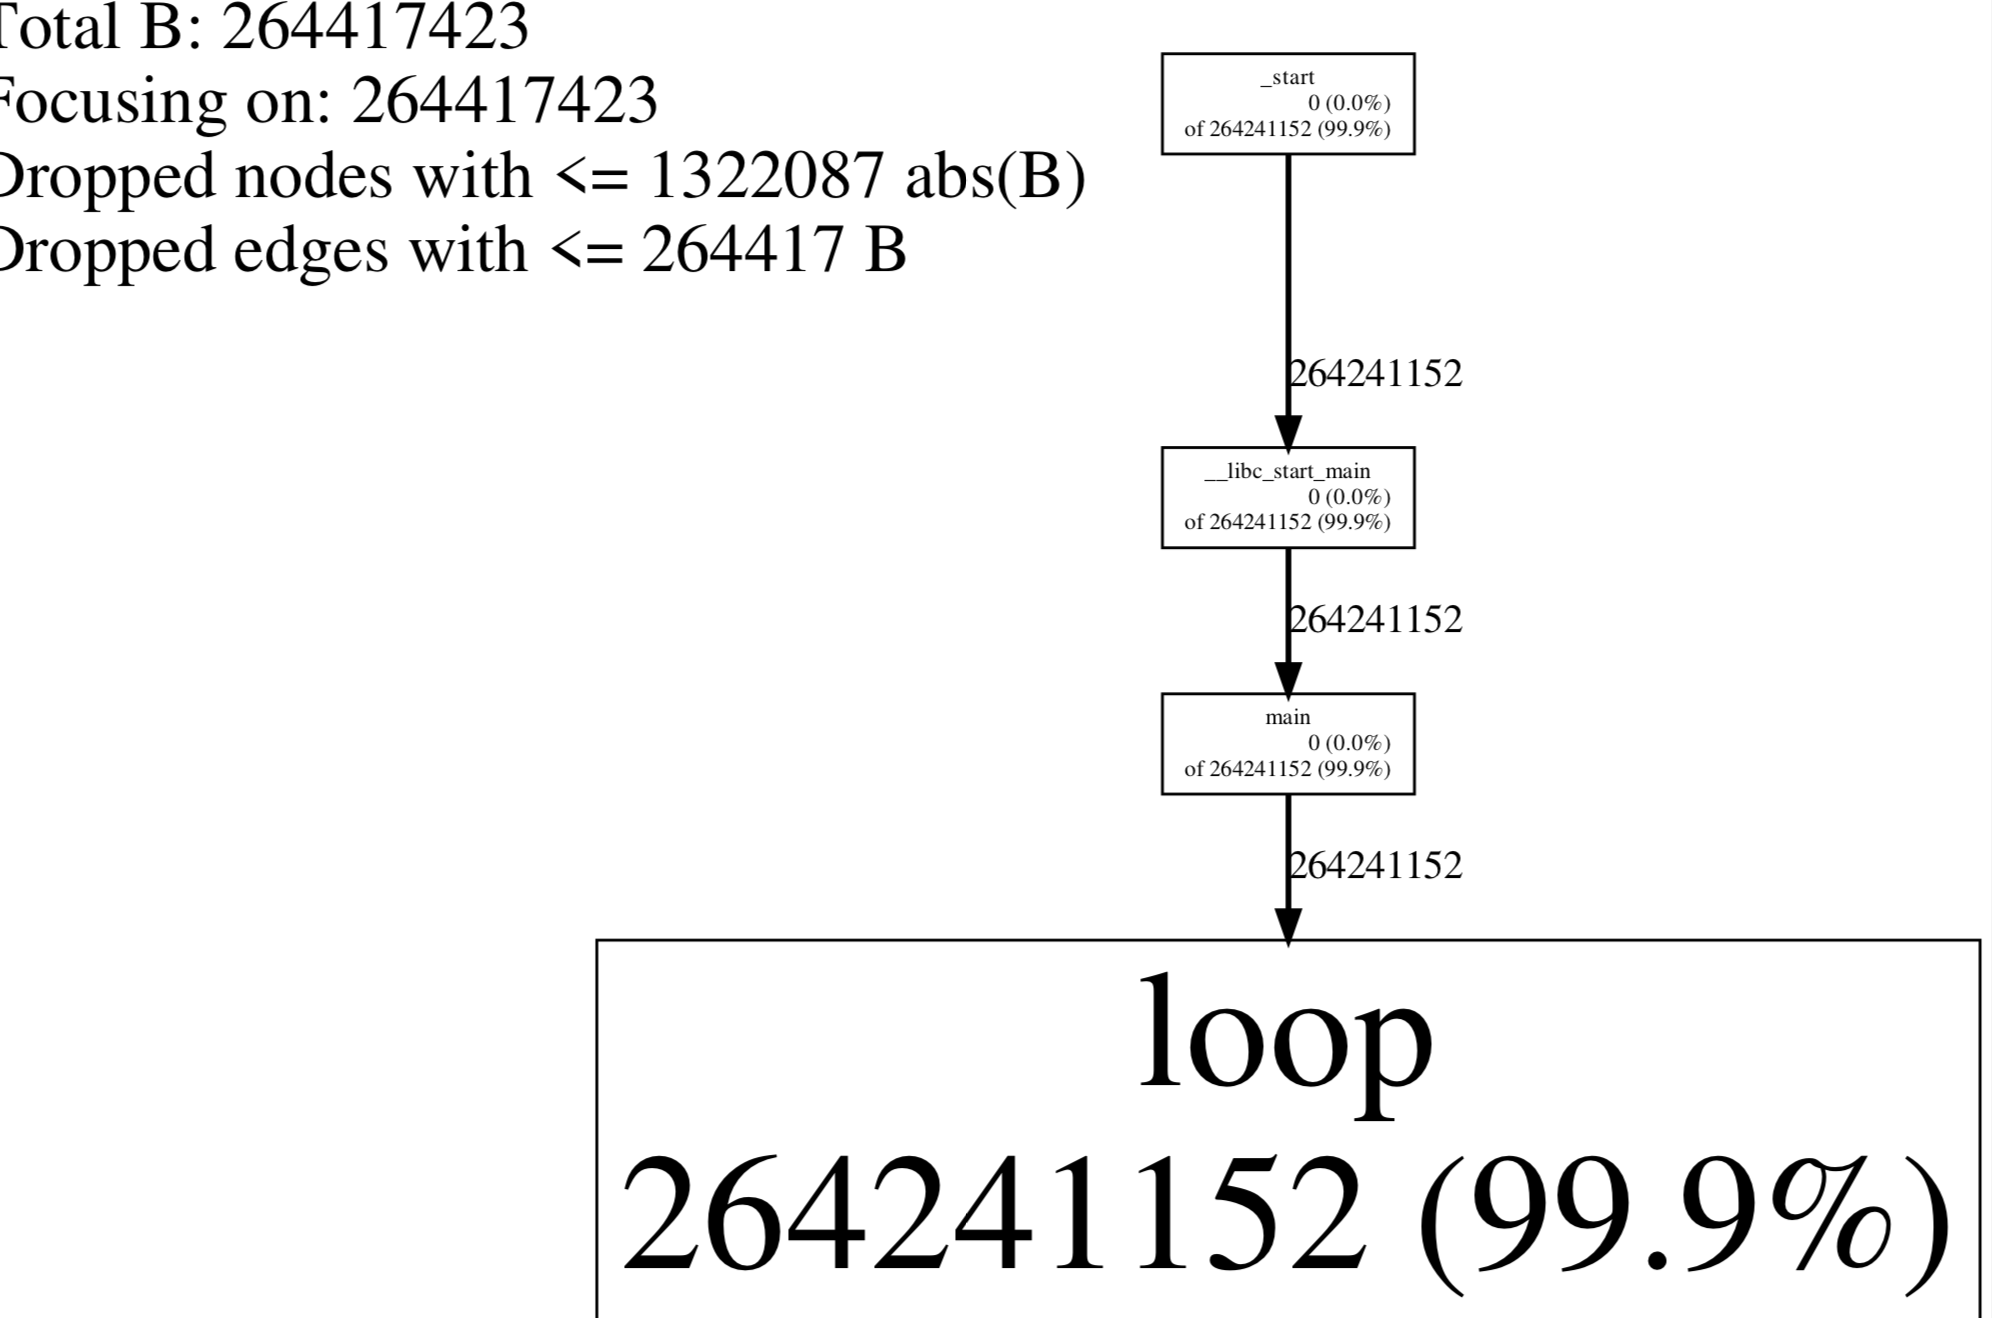 Total B: 264417423
Focusing on: 264417423
Dropped nodes with <= 1322087 abs(B)
Dropped edges with <= 264417 B
_start
0 (0.0%)
of 264241152 (99.9%)
264241152
__libc_start_main
0 (0.0%)
of 264241152 (99.9%)
264241152
main
0 (0.0%)
of 264241152 (99.9%)
264241152
loop
264241152 (99.9%)